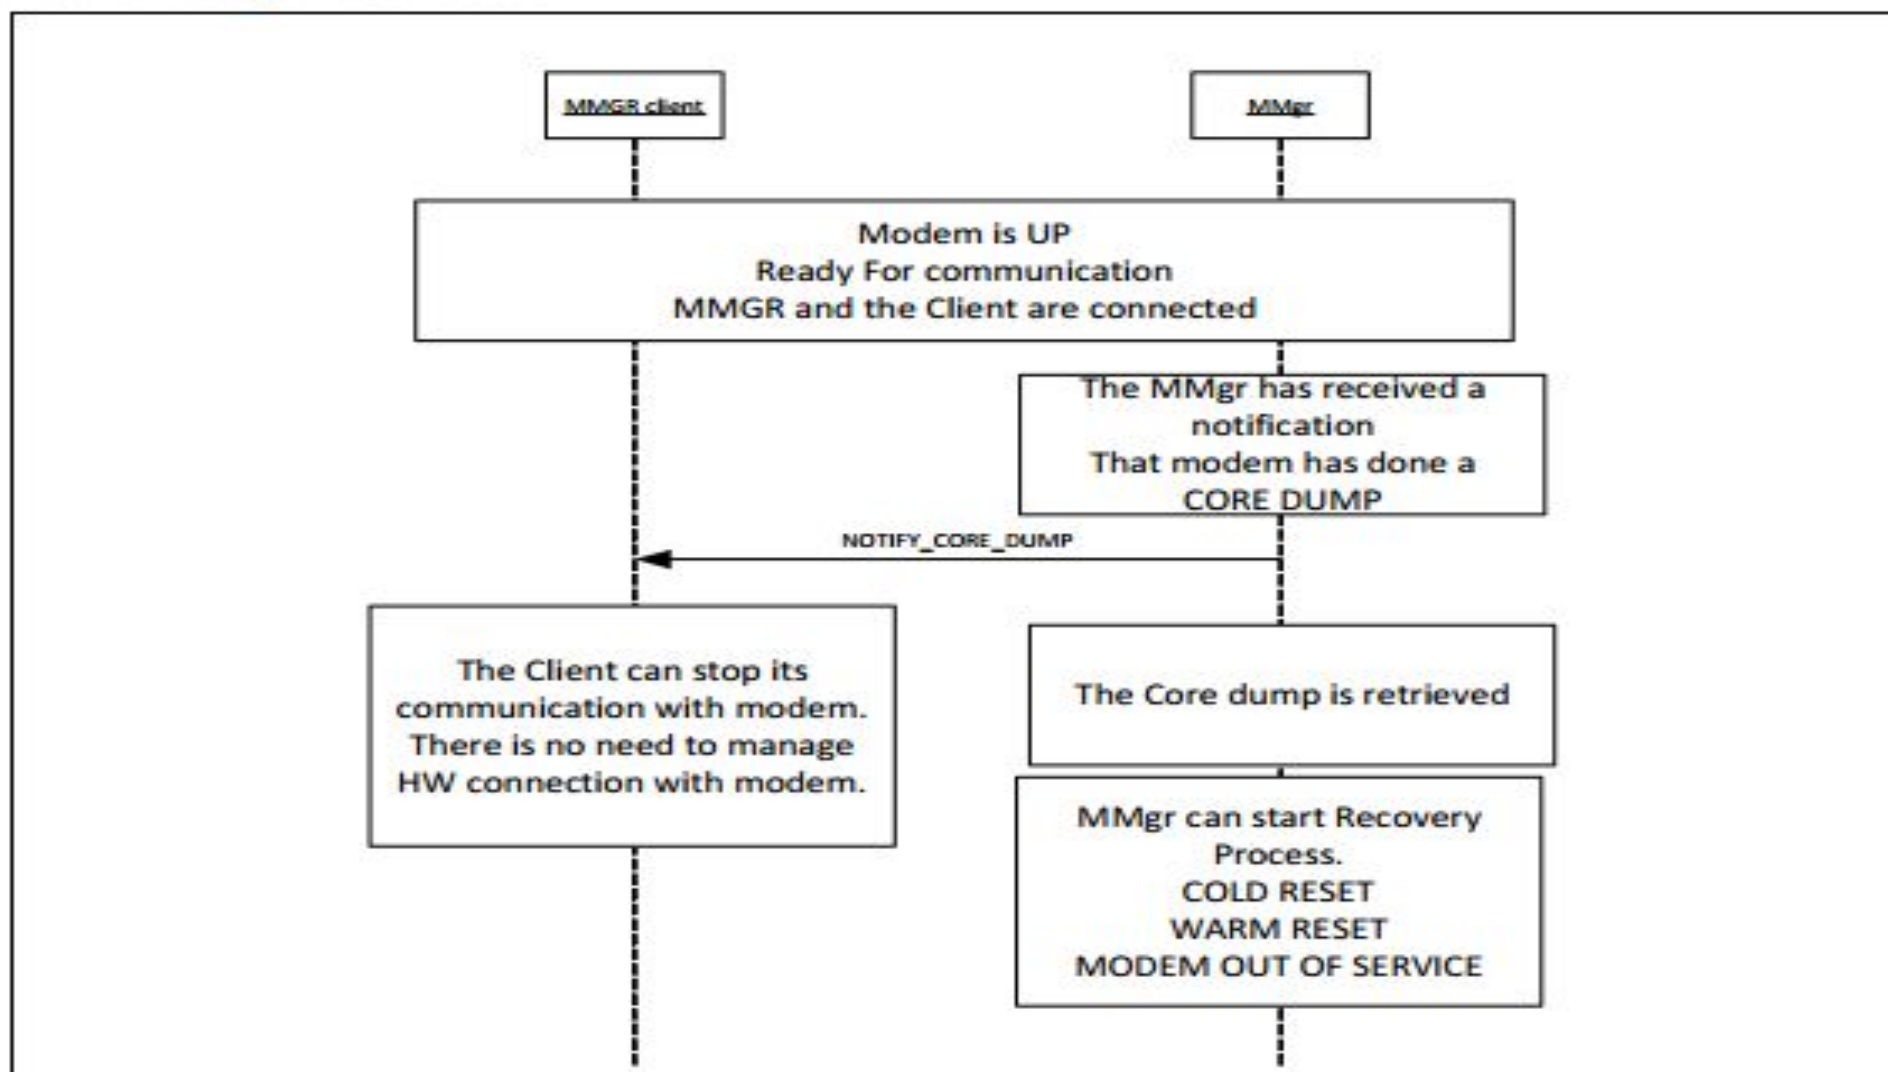 MMGR client
MMgr
Modem is UP
Ready For communication
MMGR and the Client are connected
The MMgr has received a
notification
That modem has done a
CORE DUMP
NOTIFY_CORE_DUMP
The Client can stop its
communication with modem.
There is no need to manage
HW connection with modem.
The Core dump is retrieved
MMgr can start Recovery
Process.
COLD RESET
WARM RESET
MODEM OUT OF SERVICE